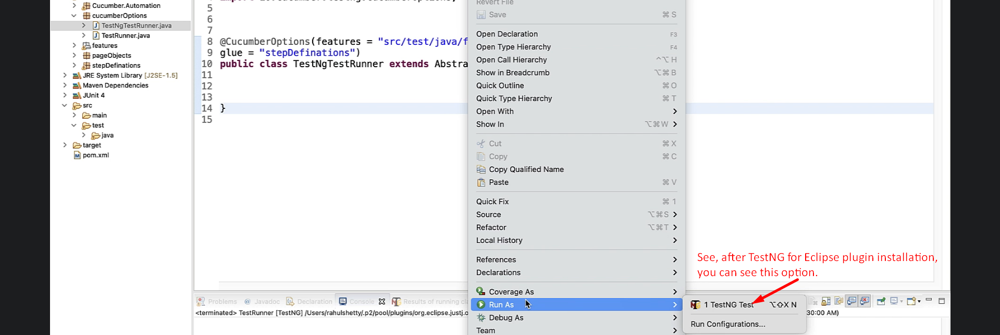 Cucumber.Automation
cucumberOptions
TestNgTestRunner.java
TestRunner.java
features
pageObjects
stepDefinations
JRE System Library [J2SE-1.5]
Maven Dependencies
JUnit 4
src
main
test
java
target
pom.xml
5
6
7
8 @CucumberOptions(features = "src/test/java/f
9 glue = "stepDefinations")
10 public class TestNgTestRunner extends Abstra
11
12
13
14 }
15
Revert File
Save ⌘ S
Open Declaration F3
Open Type Hierarchy F4
Open Call Hierarchy ^⌥ H
Show in Breadcrumb ⌥⌘ B
Quick Outline ⌘ O
Quick Type Hierarchy ⌘ T
Open With
Show In ⌥⌘W
Cut ⌘ X
Copy ⌘ C
Copy Qualified Name
Paste ⌘ V
Quick Fix ⌘ 1
Source ⌥⌘S
Refactor ⌥⌘T
Local History
References
Declarations
Coverage As
Run As
Debug As
Team
See, after TestNG for Eclipse plugin installation,
you can see this option.
1 TestNG Test ⌥⇧X N
Run Configurations...
Problems @ Javadoc Declaration Console Results of running cl
<terminated> TestRunner [TestNG] /Users/rahulshetty/.p2/pool/plugins/org.eclipse.justj.o
30:00 AM)